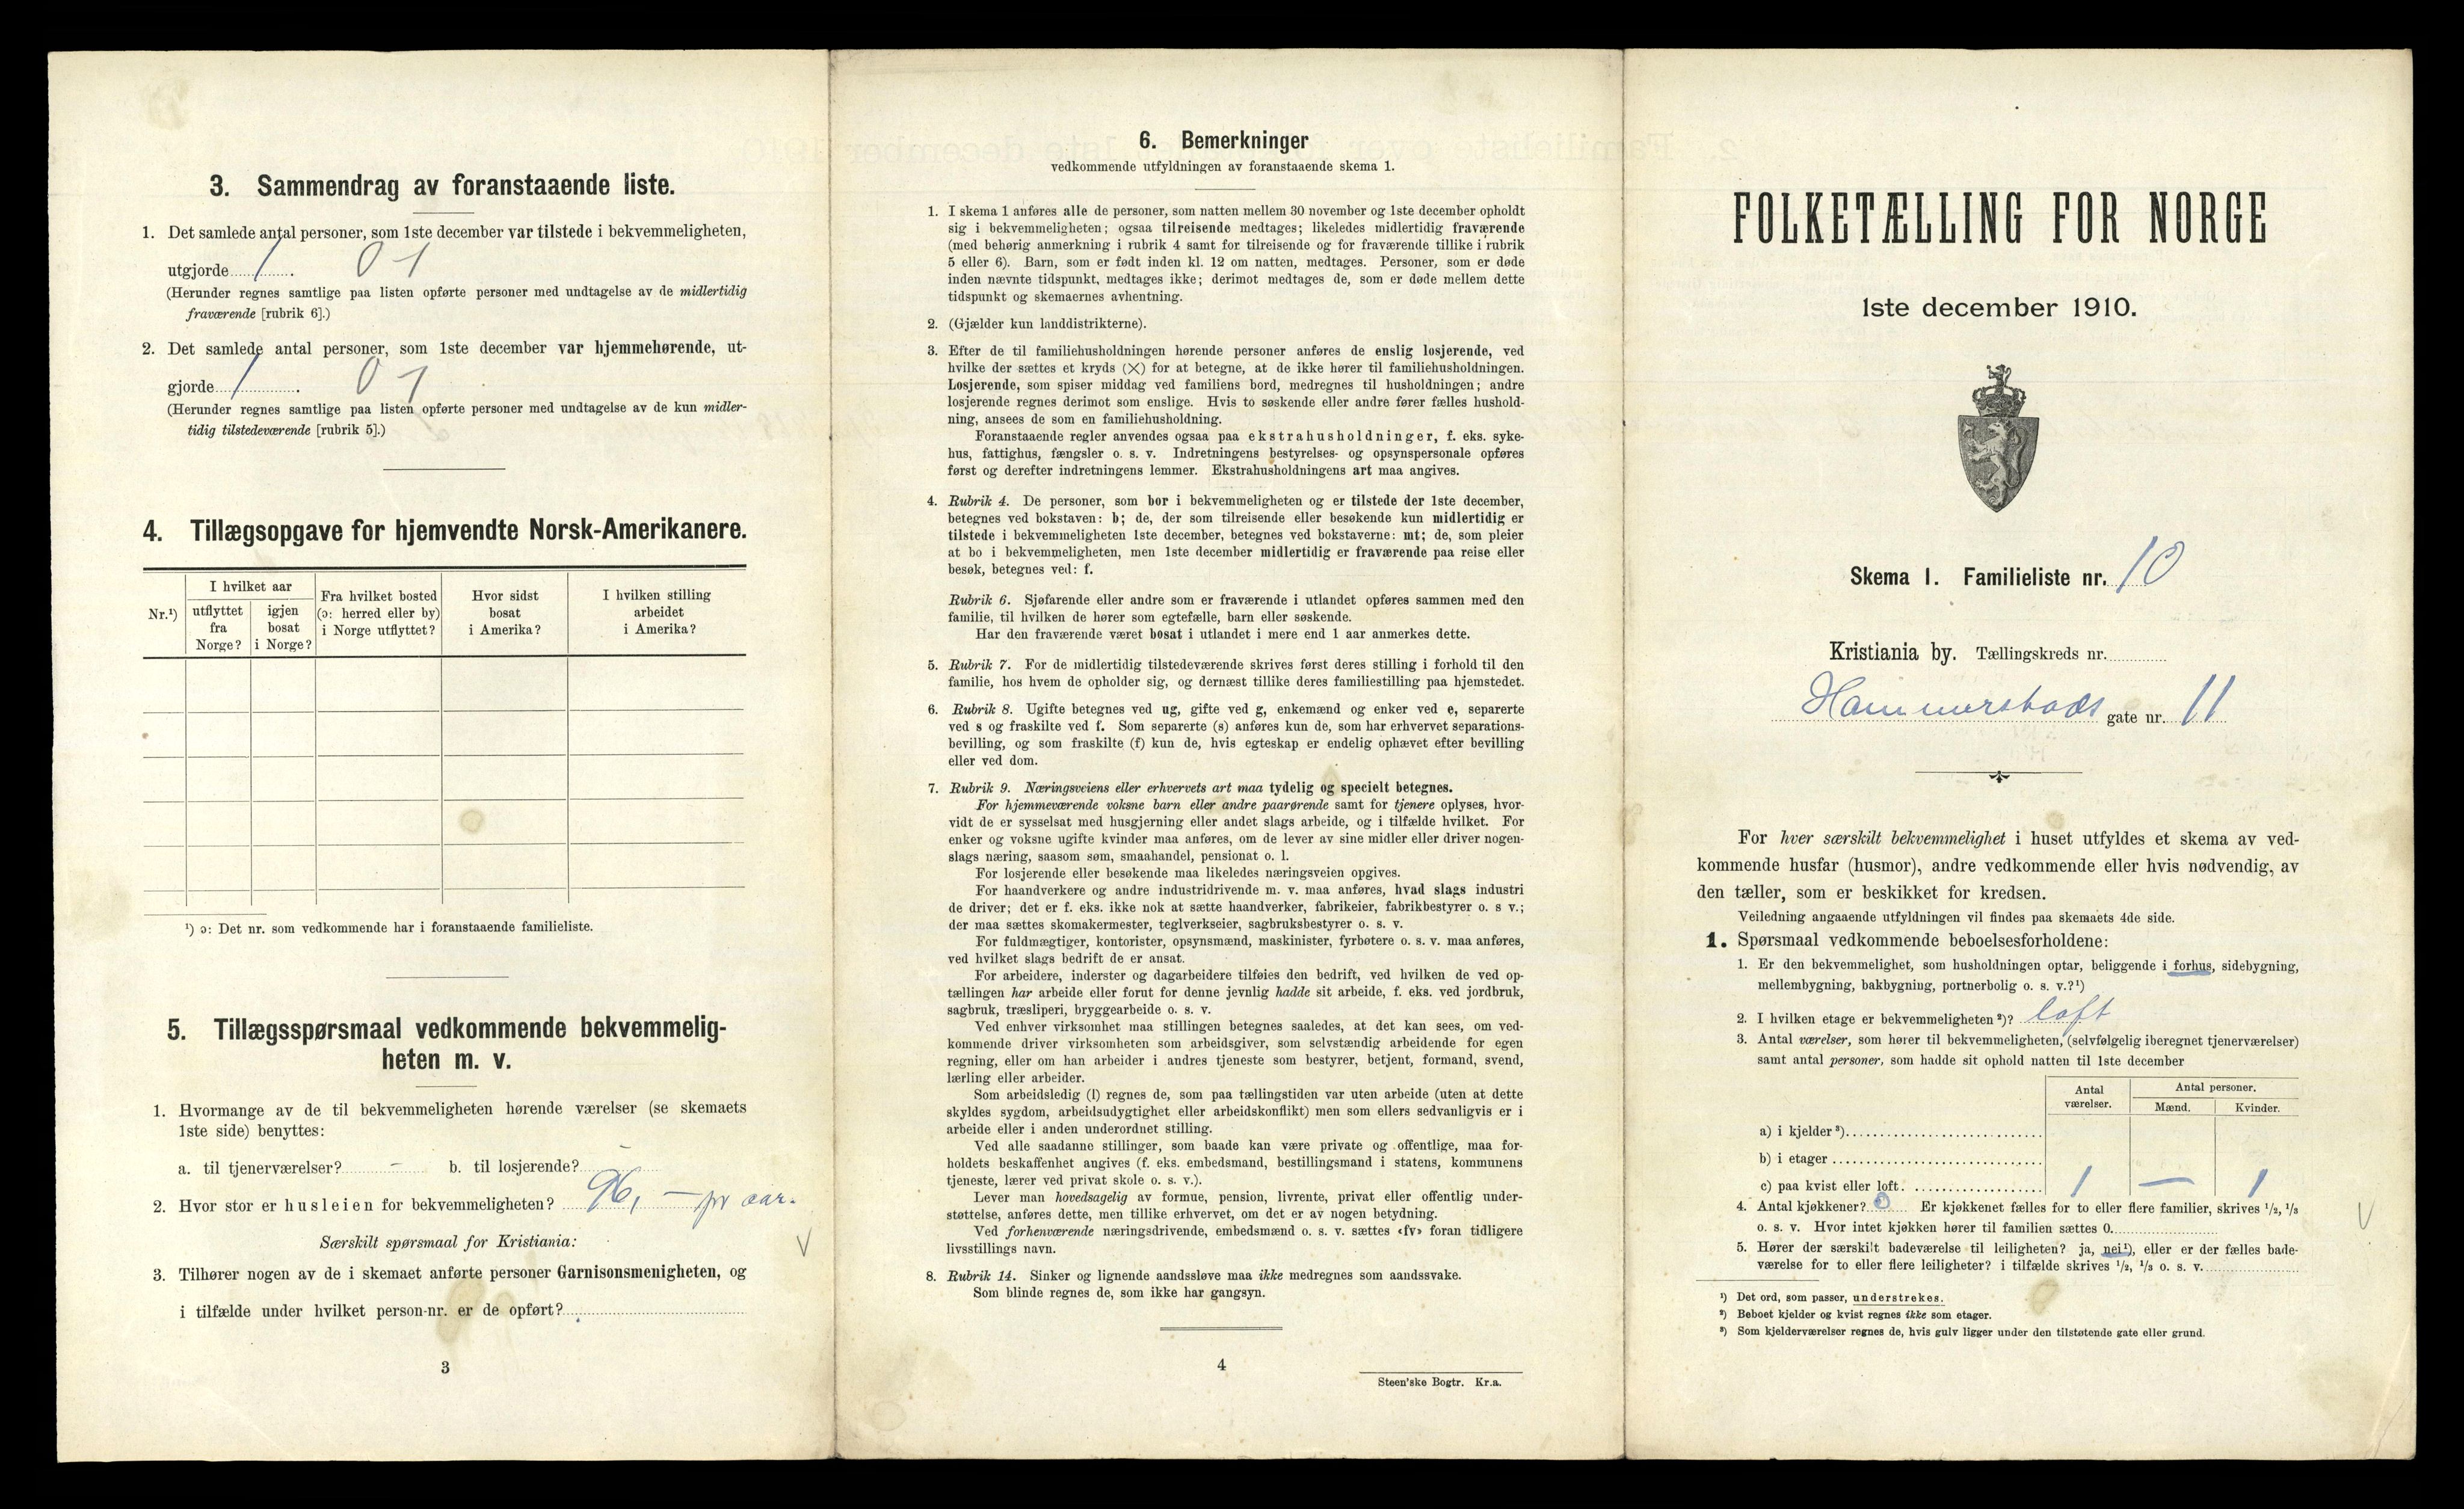 3. Sammendrag av foranstaaende liste.
1. Det samlede antal personer, som 1ste december var tilstede i bekvemmeligheten,
utgjorde 1. 0 1
(Herunder regnes samtlige paa listen opførte personer med undtagelse av de midlertidig
fraværende [rubrik 6].)
2. Det samlede antal personer, som 1ste december var hjemmehørende, ut-
gjorde 1. 0 1
(Herunder regnes samtlige paa listen opførte personer med undtagelse av de kun midler-
tidig tilstedeværende [rubrik 5].)
4. Tillægsopgave for hjemvendte Norsk-Amerikanere.
Nr.¹)
I hvilket aar
utflyttet
fra
Norge?
igjen
bosat
i Norge?
Fra hvilket bosted
(ɔ: herred eller by)
i Norge utflyttet?
Hvor sidst
bosat
i Amerika?
I hvilken stilling
arbeidet
i Amerika?
¹) ɔ: Det nr. som vedkommende har i foranstaaende familieliste.
5. Tillægsspørsmaal vedkommende bekvemmelig-
heten m. v.
1. Hvormange av de til bekvemmeligheten hørende værelser (se skemaets
1ste side) benyttes:
a. til tjenerværelser? – b. til losjerende? –
2. Hvor stor er husleien for bekvemmeligheten? 96, — pr aar.
Særskilt spørsmaal for Kristiania:
3. Tilhører nogen av de i skemaet anførte personer Garnisonsmenigheten, og
i tilfælde under hvilket person-nr. er de opført?
3
6. Bemerkninger
vedkommende utfyldningen av foranstaaende skema 1.
1. I skema 1 anføres alle de personer, som natten mellem 30 november og 1ste december opholdt
sig i bekvemmeligheten; ogsaa tilreisende medtages; likeledes midlertidig fraværende
(med behørig anmerkning i rubrik 4 samt for tilreisende og for fraværende tillike i rubrik
5 eller 6). Barn, som er født inden kl. 12 om natten, medtages. Personer, som er døde
inden nævnte tidspunkt, medtages ikke; derimot medtages de, som er døde mellem dette
tidspunkt og skemaernes avhentning.
2. (Gjælder kun landdistrikterne).
3. Efter de til familiehusholdningen hørende personer anføres de enslig losjerende, ved
hvilke der sættes et kryds (✕) for at betegne, at de ikke hører til familiehusholdningen.
Losjerende, som spiser middag ved familiens bord, medregnes til husholdningen; andre
losjerende regnes derimot som enslige. Hvis to søskende eller andre fører fælles hushold-
ning, ansees de som en familiehusholdning.
Foranstaaende regler anvendes ogsaa paa ekstrahusholdninger, f. eks. syke-
hus, fattighus, fængsler o. s. v. Indretningens bestyrelses- og opsynspersonale opføres
først og derefter indretningens lemmer. Ekstrahusholdningens art maa angives.
4. Rubrik 4. De personer, som bor i bekvemmeligheten og er tilstede der 1ste december,
betegnes ved bokstaven: b; de, der som tilreisende eller besøkende kun midlertidig er
tilstede i bekvemmeligheten 1ste december, betegnes ved bokstaverne: mt; de, som pleier
at bo i bekvemmeligheten, men 1ste december midlertidig er fraværende paa reise eller
besøk, betegnes ved: f.
Rubrik 6. Sjøfarende eller andre som er fraværende i utlandet opføres sammen med den
familie, til hvilken de hører som egtefælle, barn eller søskende.
Har den fraværende været bosat i utlandet i mere end 1 aar anmerkes dette.
5. Rubrik 7. For de midlertidig tilstedeværende skrives først deres stilling i forhold til den
familie, hos hvem de opholder sig, og dernæst tillike deres familiestilling paa hjemstedet.
6. Rubrik 8. Ugifte betegnes ved ug, gifte ved g, enkemænd og enker ved e, separerte
ved s og fraskilte ved f. Som separerte (s) anføres kun de, som har erhvervet separations-
bevilling, og som fraskilte (f) kun de, hvis egteskap er endelig ophævet efter bevilling
eller ved dom.
7. Rubrik 9. Næringsveiens eller erhvervets art maa tydelig og specielt betegnes.
For hjemmeværende voksne barn eller andre paarørende samt for tjenere oplyses, hvor-
vidt de er sysselsat med husgjerning eller andet slags arbeide, og i tilfælde hvilket. For
enker og voksne ugifte kvinder maa anføres, om de lever av sine midler eller driver nogen-
slags næring, saasom søm, smaahandel, pensionat o. l.
For losjerende eller besøkende maa likeledes næringsveien opgives.
For haandverkere og andre industridrivende m. v. maa anføres, hvad slags industri
de driver; det er f. eks. ikke nok at sætte haandverker, fabrikeier, fabrikbestyrer o. s v.;
der maa sættes skomakermester, teglverkseier, sagbruksbestyrer o. s. v.
For fuldmægtiger, kontorister, opsynsmænd, maskinister, fyrbøtere o. s. v. maa anføres,
ved hvilket slags bedrift de er ansat.
For arbeidere, inderster og dagarbeidere tilføies den bedrift, ved hvilken de ved op-
tællingen har arbeide eller forut for denne jevnlig hadde sit arbeide, f. eks. ved jordbruk,
sagbruk, træsliperi, bryggearbeide o. s. v.
Ved enhver virksomhet maa stillingen betegnes saaledes, at det kan sees, om ved-
kommende driver virksomheten som arbeidsgiver, som selvstændig arbeidende for egen
regning, eller om han arbeider i andres tjeneste som bestyrer, betjent, formand, svend,
lærling eller arbeider.
Som arbeidsledig (l) regnes de, som paa tællingstiden var uten arbeide (uten at dette
skyldes sygdom, arbeidsudygtighet eller arbeidskonflikt) men som ellers sedvanligvis er i
arbeide eller i anden underordnet stilling.
Ved alle saadanne stillinger, som baade kan være private og offentlige, maa for-
holdets beskaffenhet angives (f. eks. embedsmand, bestillingsmand i statens, kommunens
tjeneste, lærer ved privat skole o. s. v.).
Lever man hovedsagelig av formue, pension, livrente, privat eller offentlig under-
støttelse, anføres dette, men tillike erhvervet, om det er av nogen betydning.
Ved forhenværende næringsdrivende, embedsmænd o. s. v. sættes «fv» foran tidligere
livsstillings navn.
8. Rubrik 14. Sinker og lignende aandssløve maa ikke medregnes som aandssvake.
Som blinde regnes de, som ikke har gangsyn.
4
Steen'ske Bogtr. Kr.a.
FOLKETÆLLING FOR NORGE
1ste december 1910.
Skema 1. Familieliste nr. 10
Kristiania by. Tællingskreds nr.
Hammerstads gate nr. 11
For hver særskilt bekvemmelighet i huset utfyldes et skema av ved-
kommende husfar (husmor), andre vedkommende eller hvis nødvendig, av
den tæller, som er beskikket for kredsen.
Veiledning angaaende utfyldningen vil findes paa skemaets 4de side.
1. Spørsmaal vedkommende beboelsesforholdene:
1. Er den bekvemmelighet, som husholdningen optar, beliggende i forhus, sidebygning,
mellembygning, bakbygning, portnerbolig o. s. v.?¹)
2. I hvilken etage er bekvemmeligheten²)? loft
3. Antal værelser, som hører til bekvemmeligheten, (selvfølgelig iberegnet tjenerværelser)
samt antal personer, som hadde sit ophold natten til 1ste december
Antal
værelser.
Antal personer.
Mænd. Kvinder.
a) i kjelder³)
b) i etager
c) paa kvist eller loft. 1 — 1
4. Antal kjøkkener? 0 Er kjøkkenet fælles for to eller flere familier, skrives ¹/₂, ¹/₃
o. s. v. Hvor intet kjøkken hører til familien sættes 0.
5. Hører der særskilt badeværelse til leiligheten? ja, nei¹), eller er der fælles bade-
værelse for to eller flere leiligheter? i tilfælde skrives ¹/₂, ¹/₃ o. s. v.
¹) Det ord, som passer, understrekes.
²) Beboet kjelder og kvist regnes ikke som etager.
³) Som kjelderværelser regnes de, hvis gulv ligger under den tilstøtende gate eller grund.